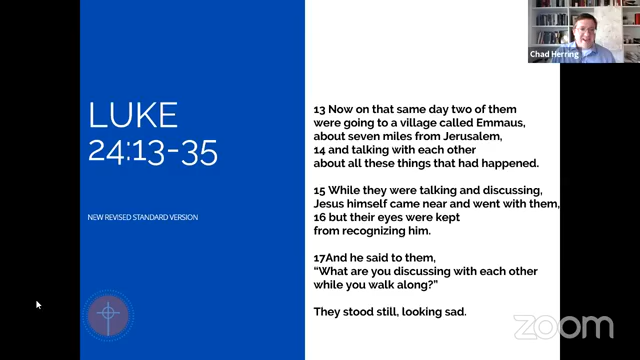 LUKE
24:13-35
NEW REVISED STANDARD VERSION
13 Now on that same day two of them
were going to a village called Emmaus,
about seven miles from Jerusalem,
14 and talking with each other
about all these things that had happened.
15 While they were talking and discussing,
Jesus himself came near and went with them,
16 but their eyes were kept
from recognizing him.
17And he said to them,
“What are you discussing with each other
while you walk along?”
They stood still, looking sad.
Chad Herring
zoom